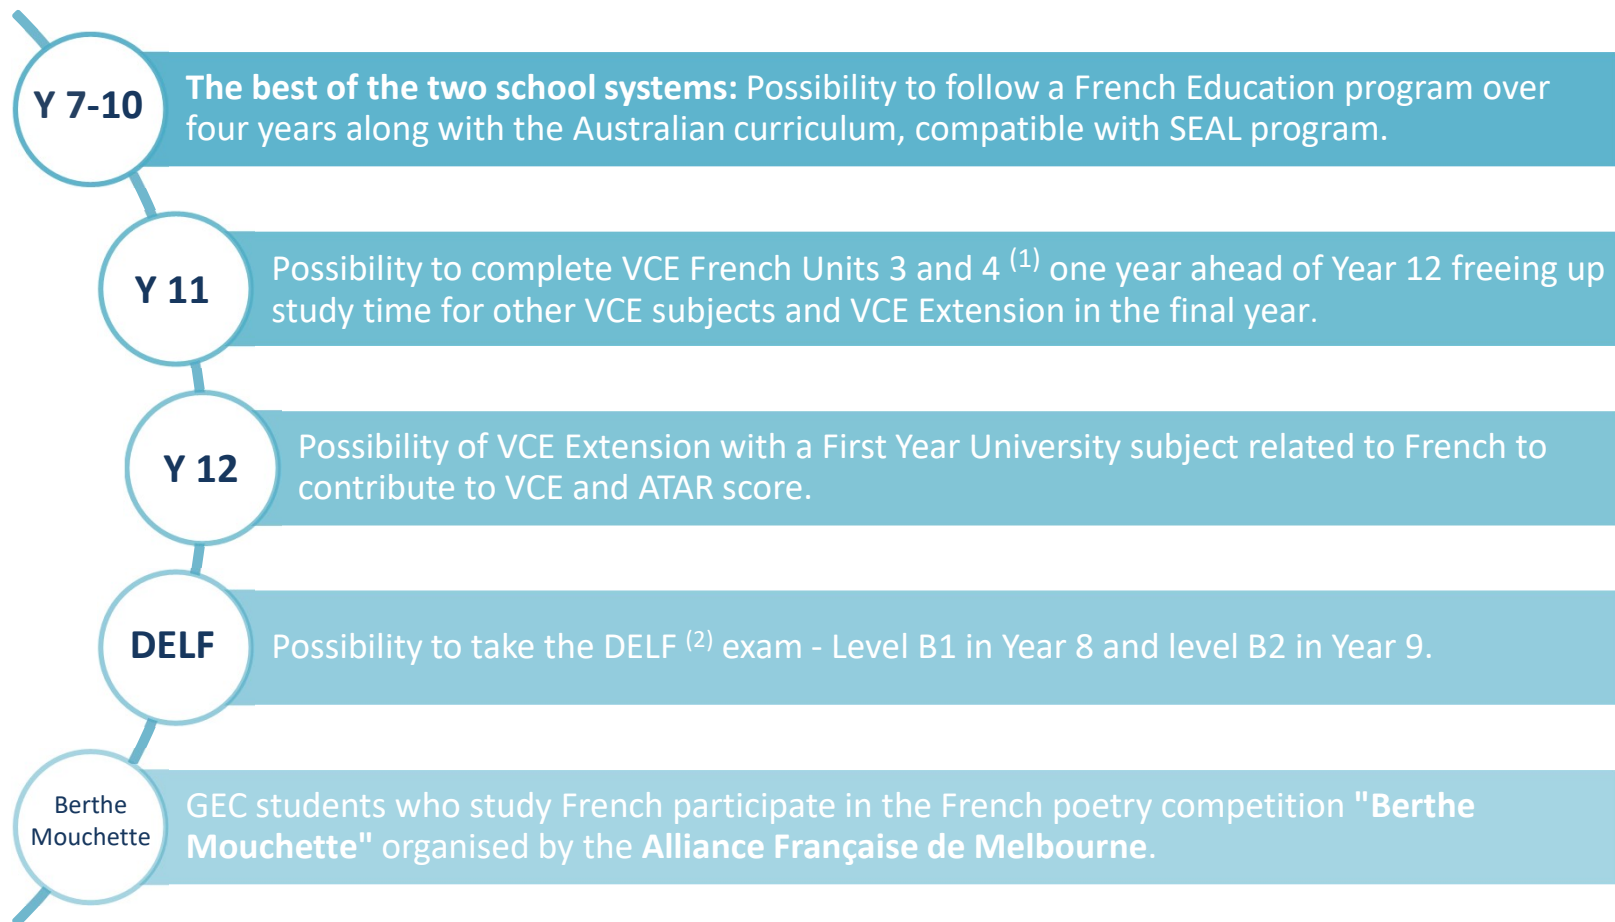 Y 7-10
The best of the two school systems: Possibility to follow a French Education program over
four years along with the Australian curriculum, compatible with SEAL program.
Y 11
Possibility to complete VCE French Units 3 and 4 (1) one year ahead of Year 12 freeing up
study time for other VCE subjects and VCE Extension in the final year.
Y 12
Possibility of VCE Extension with a First Year University subject related to French to
contribute to VCE and ATAR score.
DELF
Possibility to take the DELF (2) exam - Level B1 in Year 8 and level B2 in Year 9.
Berthe
Mouchette
GEC students who study French participate in the French poetry competition "Berthe
Mouchette" organised by the Alliance Française de Melbourne.